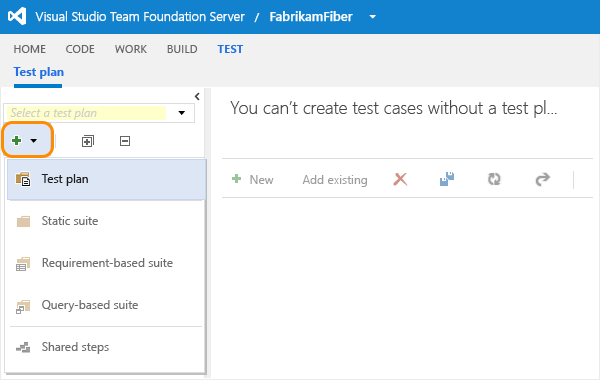 Visual Studio Team Foundation Server / FabrikamFiber
HOME CODE WORK BUILD TEST
Test plan
Select a test plan
You can't create test cases without a test pl...
Test plan
Static suite
Requirement-based suite
Query-based suite
Shared steps
New Add existing